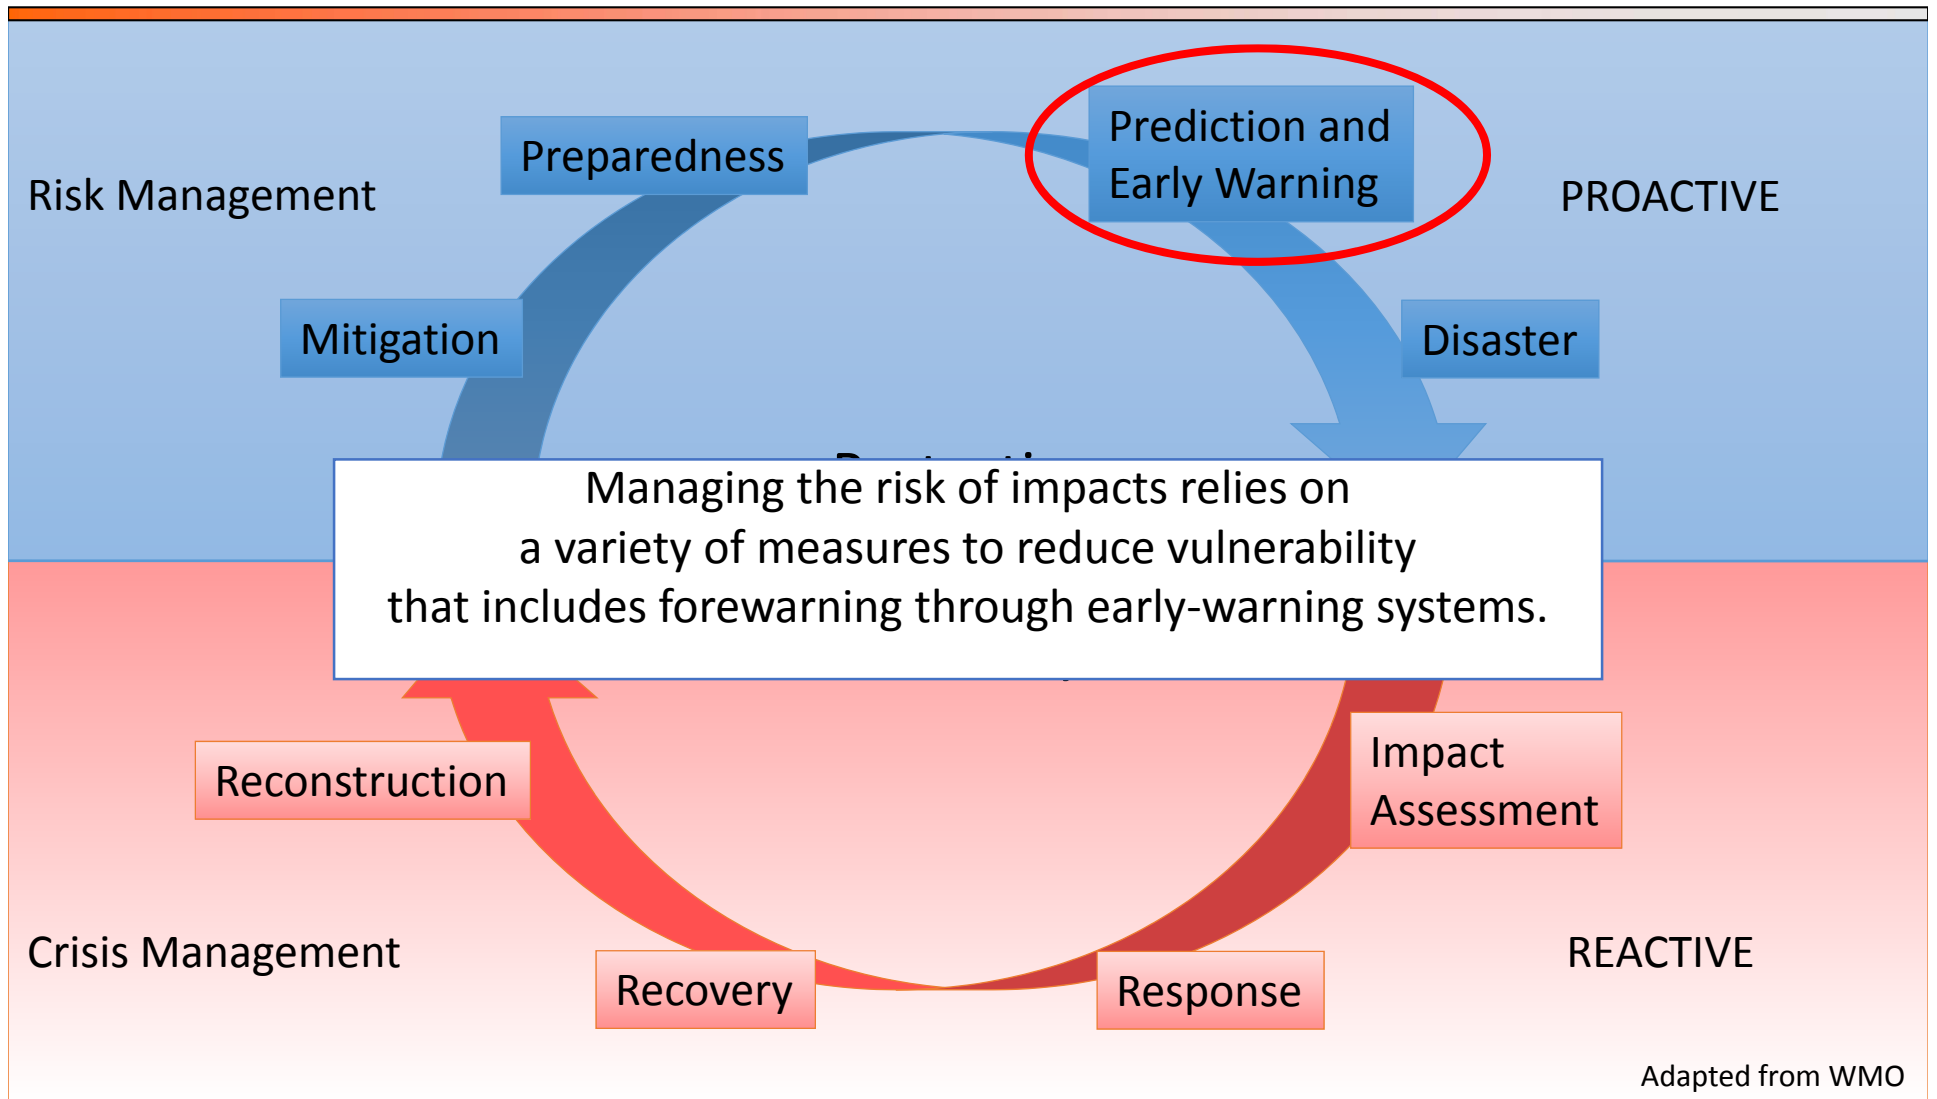 Preparedness
Prediction and
Early Warning
Risk Management
PROACTIVE
Mitigation
Disaster
Managing the risk of impacts relies on
a variety of measures to reduce vulnerability
that includes forewarning through early-warning systems.
Reconstruction
Impact
Assessment
Crisis Management
REACTIVE
Recovery
Response
Adapted from WMO